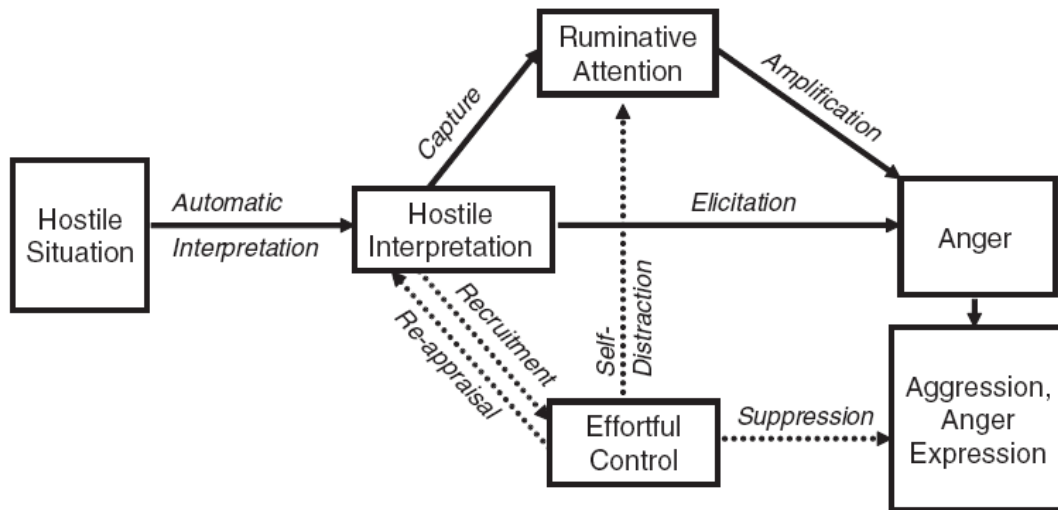 Ruminative
Attention
Capture
Amplification
Hostile
Situation
Automatic
Interpretation
Hostile
Interpretation
Elicitation
Anger
Recruitment
Re-appraisal
Self-
Distraction
Effortful
Control
Suppression
Aggression,
Anger
Expression